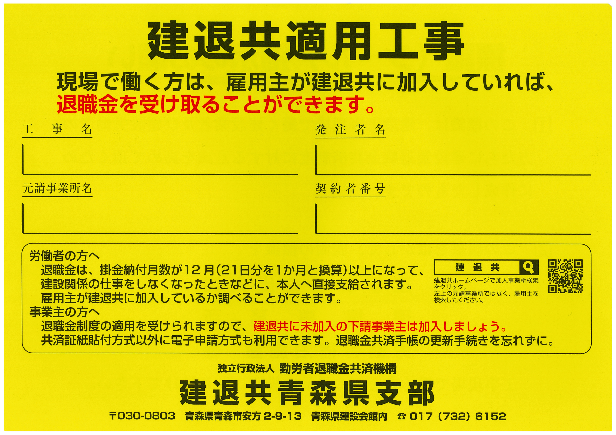 建退共適用工事
現場で働く方は、雇用主が建退共に加入していれば、
退職金を受け取ることができます。
工事名
発注者名
元請事業所名
契約者番号
労働者の方へ
退職金は、掛金納付月数が12月(21日分を1か月と換算)以上になって、
建設関係の仕事をしなくなったときなどに、本人へ直接支給されます。
雇用主が建退共に加入しているか調べることができます。
建退共
事業主の方へ
退職金制度の適用を受けられますので、建退共に未加入の下請事業主は加入しましょう。
共済証紙貼付方式以外に電子申請方式も利用できます。退職金共済手帳の更新手続きを忘れずに。
独立行政法人 勤労者退職金共済機構
建退共青森県支部
〒030-0803 青森県青森市安方2-9-13 青森県建設会館内 ☎017(732)6152